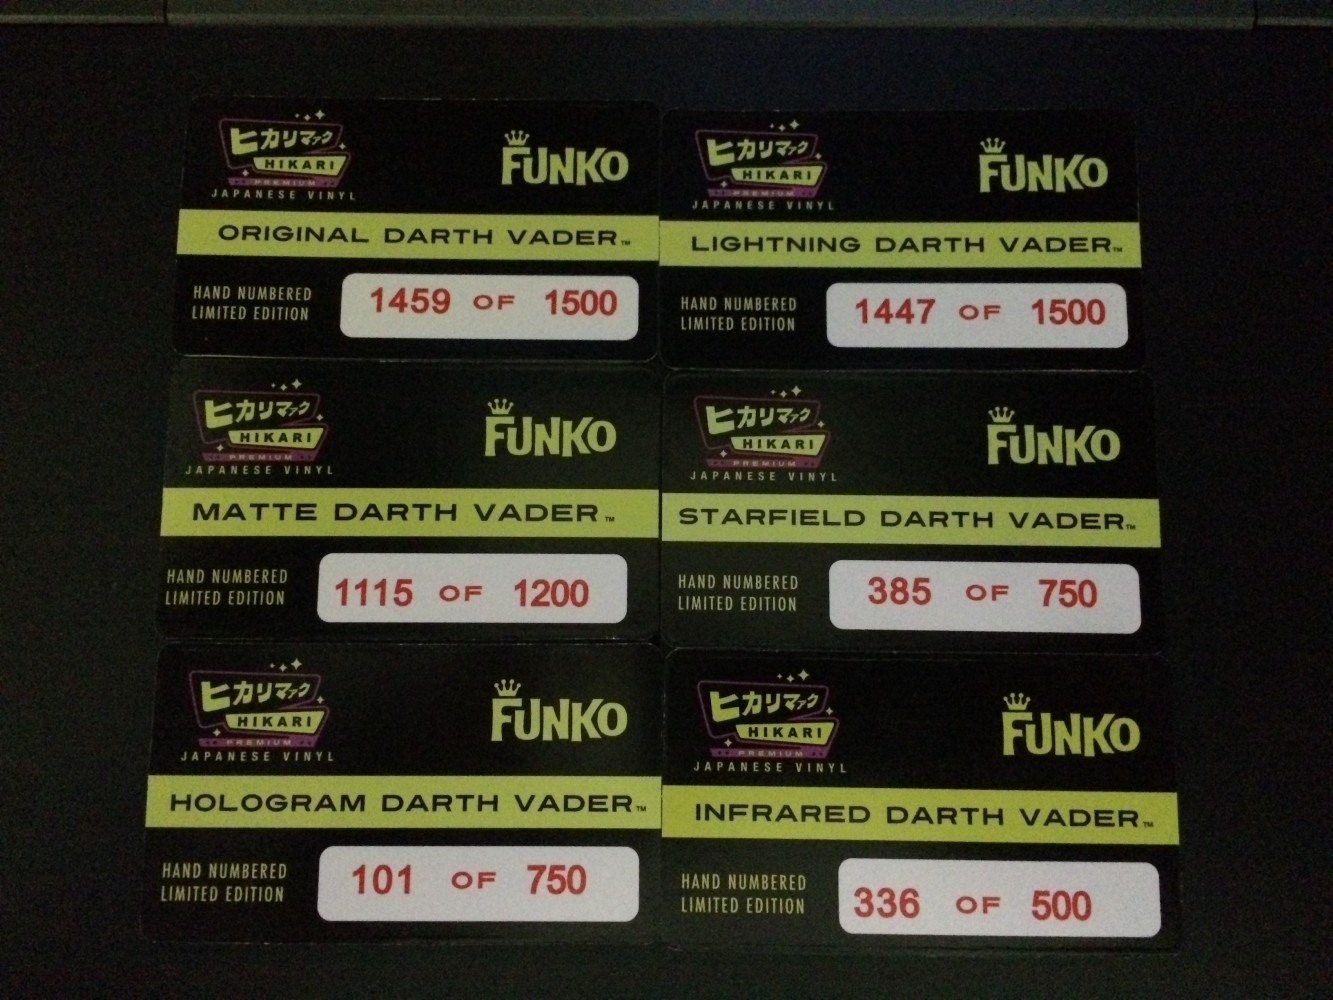 ヒカリマァク
HIKARI
PREMIUM
JAPANESE VINYL
FUNKO
ORIGINAL DARTH VADER™
HAND NUMBERED
LIMITED EDITION
1459 OF 1500
ヒカリマァク
HIKARI
PREMIUM
JAPANESE VINYL
FUNKO
LIGHTNING DARTH VADER™
HAND NUMBERED
LIMITED EDITION
1447 OF 1500
ヒカリマァク
HIKARI
PREMIUM
JAPANESE VINYL
FUNKO
MATTE DARTH VADER™
HAND NUMBERED
LIMITED EDITION
1115 OF 1200
ヒカリマァク
HIKARI
PREMIUM
JAPANESE VINYL
FUNKO
STARFIELD DARTH VADER™
HAND NUMBERED
LIMITED EDITION
385 OF 750
ヒカリマァク
HIKARI
PREMIUM
JAPANESE VINYL
FUNKO
HOLOGRAM DARTH VADER™
HAND NUMBERED
LIMITED EDITION
101 OF 750
ヒカリマァク
HIKARI
PREMIUM
JAPANESE VINYL
FUNKO
INFRARED DARTH VADER™
HAND NUMBERED
LIMITED EDITION
336 OF 500